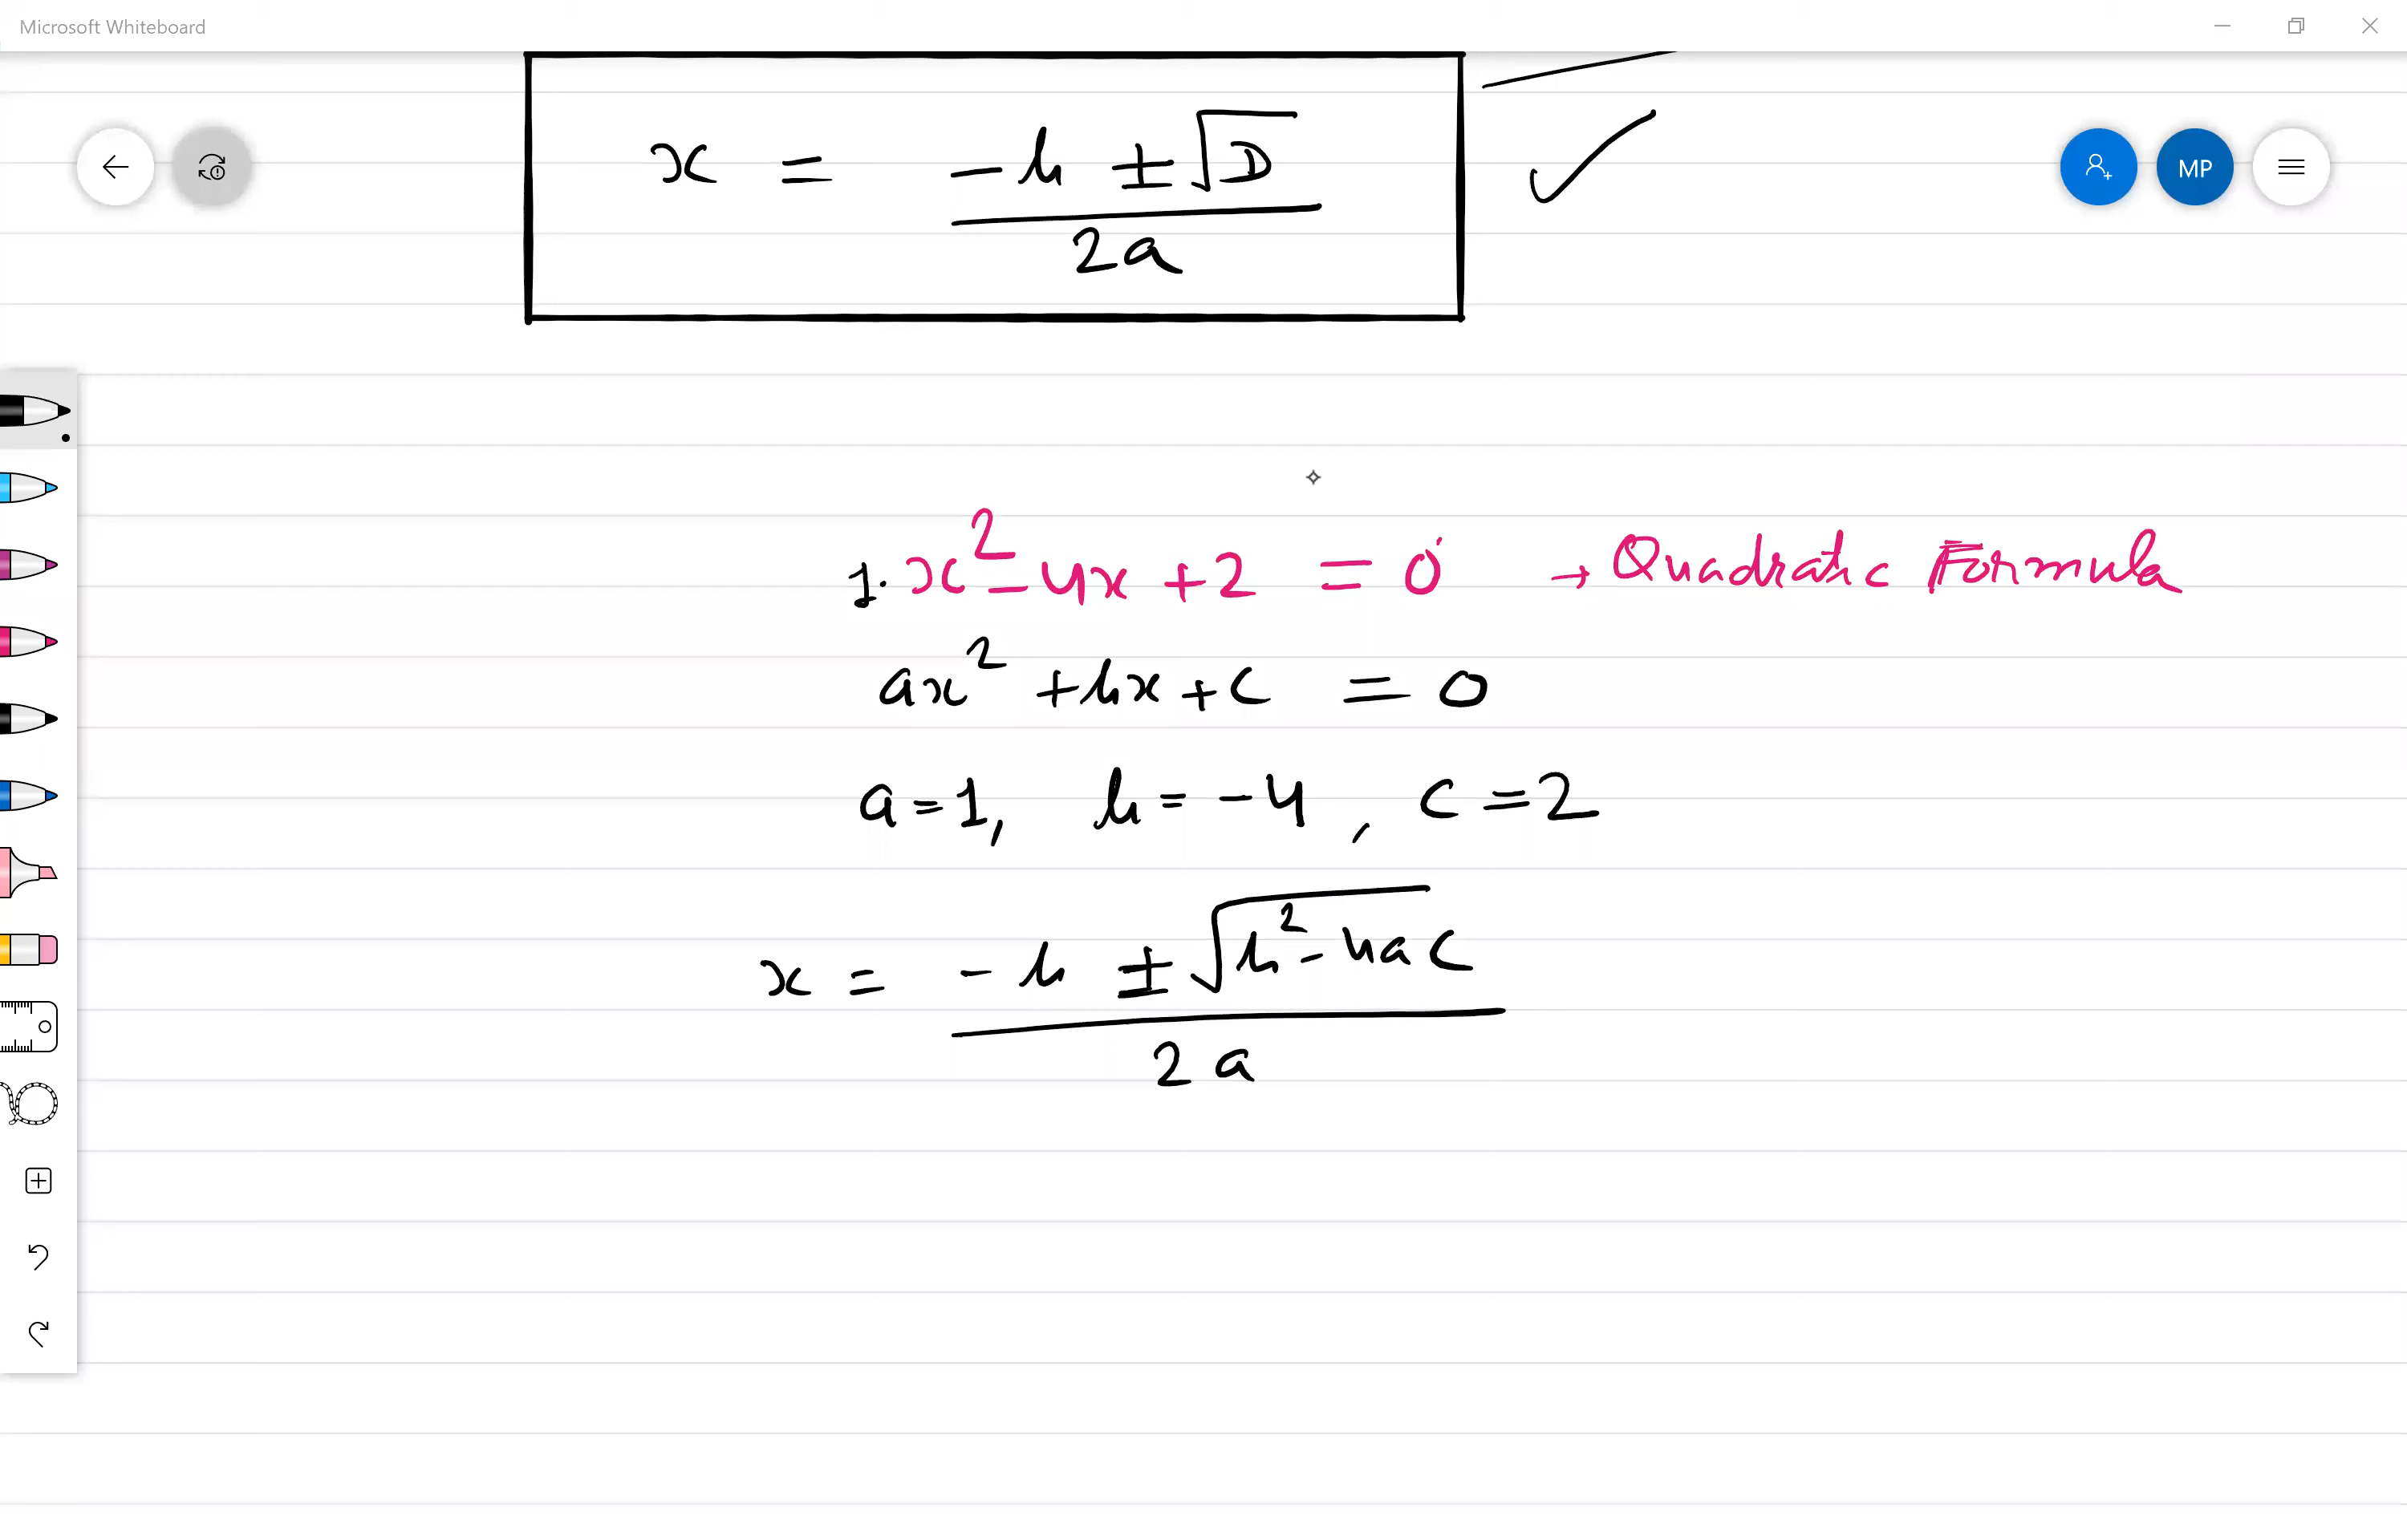 Microsoft Whiteboard
x = (-b ± √D) / 2a ✓
MP
1. x² - 4x + 2 = 0 → Quadratic Formula
ax² + bx + c = 0
a = 1, b = -4, c = 2
x = (-b ± √(b² - 4ac)) / 2a